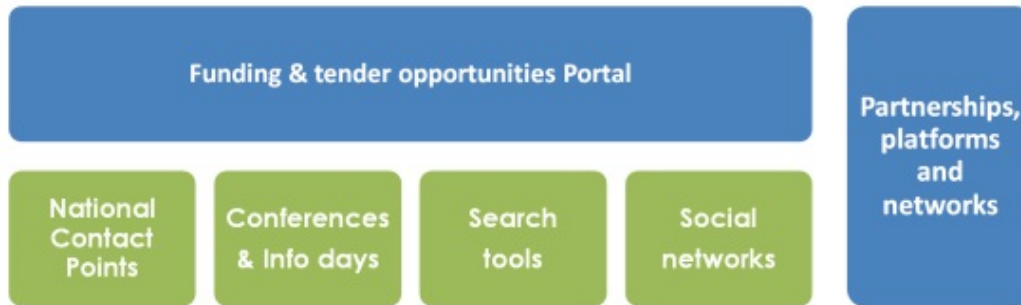 Funding & tender opportunities Portal
Partnerships,
platforms
and
networks
National
Contact
Points
Conferences
& Info days
Search
tools
Social
networks